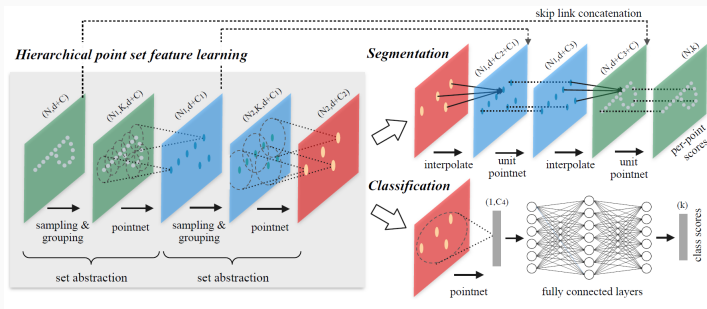 skip link concatenation
Hierarchical point set feature learning
(N,d+C)
(N1,K,d+C)
(N1,d+C1)
(N2,K,d+C1)
(N2,d+C2)
sampling &
grouping
pointnet
sampling &
grouping
pointnet
set abstraction
set abstraction
Segmentation
(N1,d+C2+C1)
(N1,d+C3)
(N,d+C3+C)
(N,k)
per-point
scores
interpolate
unit
pointnet
interpolate
unit
pointnet
Classification
(1,C4)
(k)
class scores
pointnet
fully connected layers